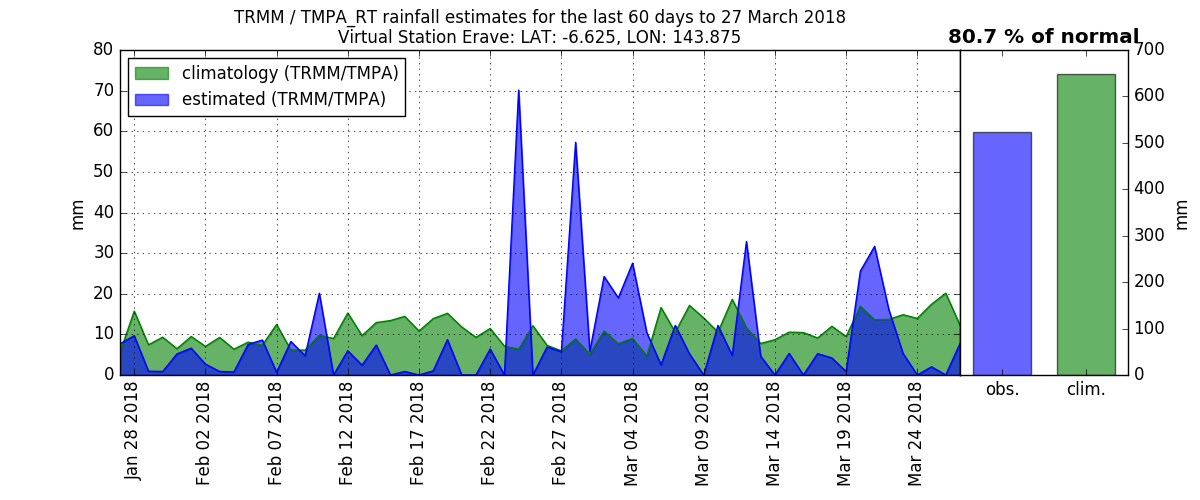 TRMM / TMPA_RT rainfall estimates for the last 60 days to 27 March 2018
Virtual Station Erave: LAT: -6.625, LON: 143.875
80.7 % of normal
climatology (TRMM/TMPA)
estimated (TRMM/TMPA)
mm
80
70
60
50
40
30
20
10
0
Jan 28 2018
Feb 02 2018
Feb 07 2018
Feb 12 2018
Feb 17 2018
Feb 22 2018
Feb 27 2018
Mar 04 2018
Mar 09 2018
Mar 14 2018
Mar 19 2018
Mar 24 2018
obs.
clim.
700
600
500
400
300
200
100
0
mm